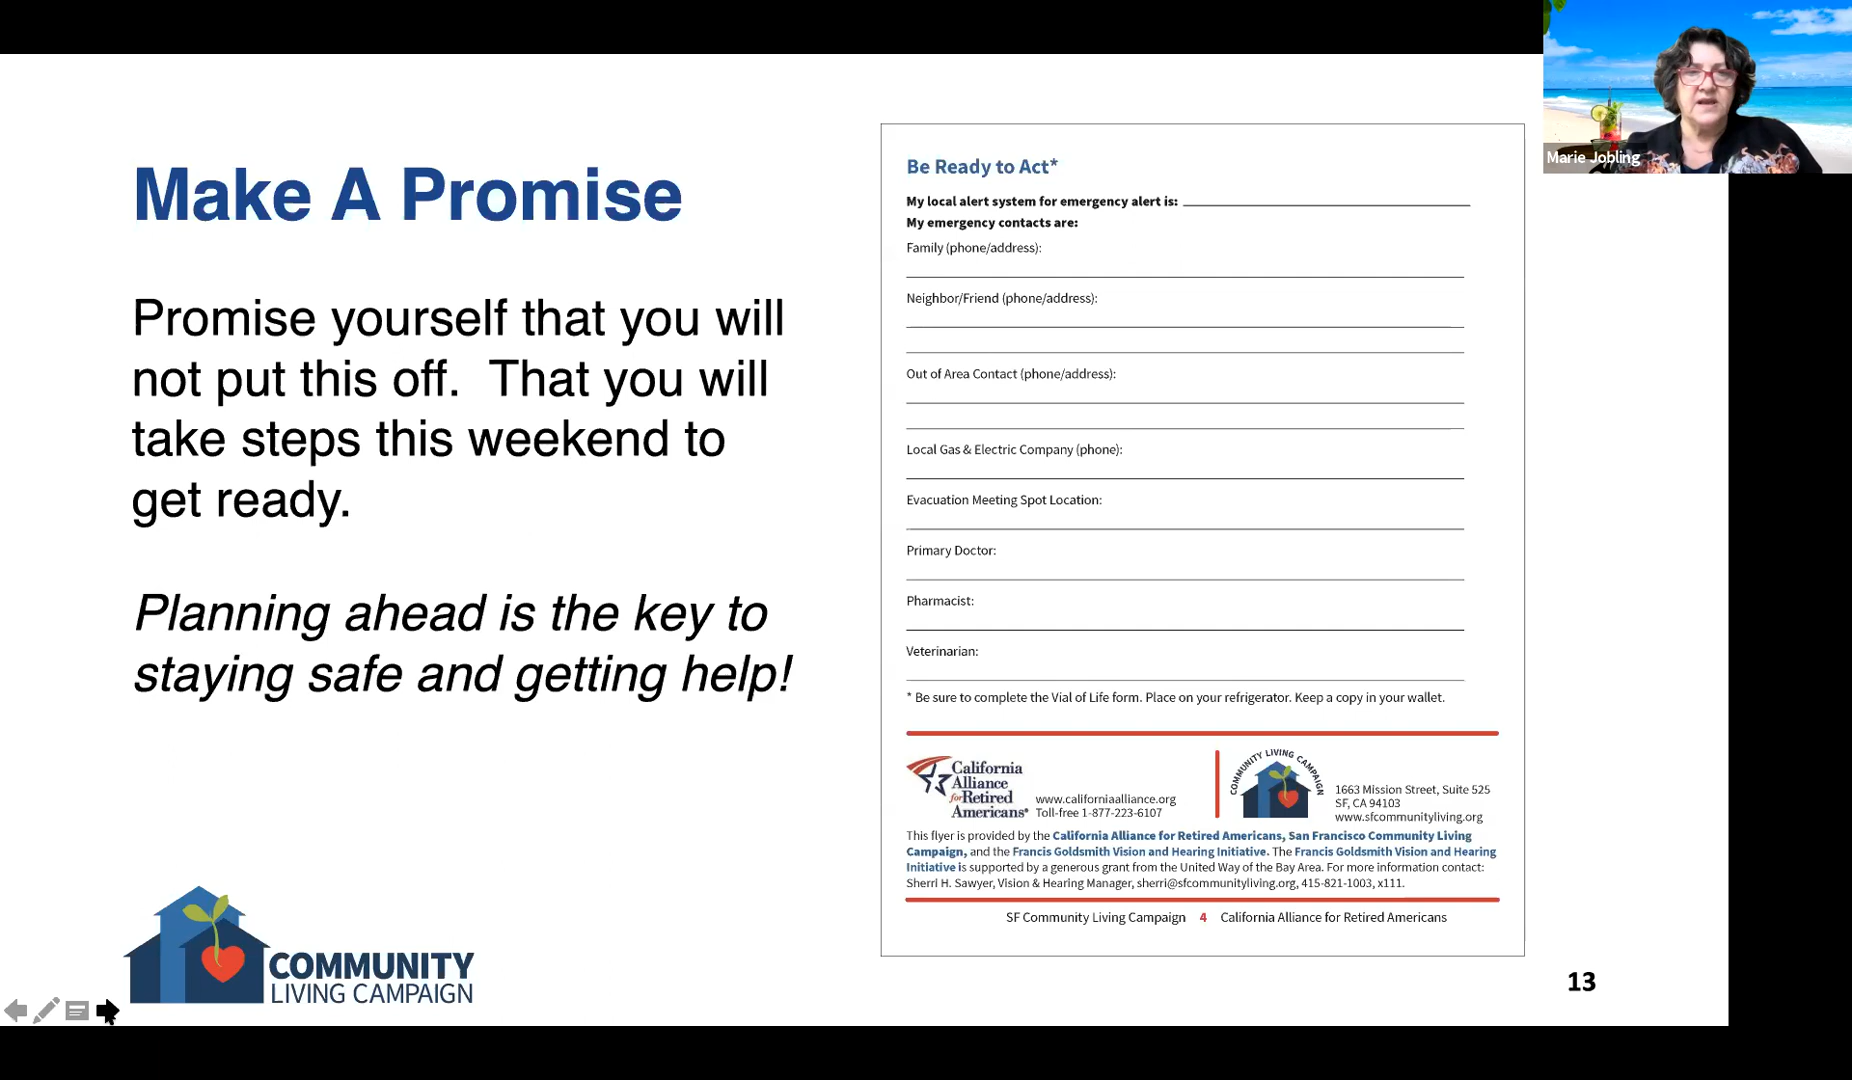 Make A Promise
Promise yourself that you will
not put this off.  That you will
take steps this weekend to
get ready.
Planning ahead is the key to
staying safe and getting help!
COMMUNITY
LIVING CAMPAIGN
Be Ready to Act*
My local alert system for emergency alert is:
My emergency contacts are:
Family (phone/address):
Neighbor/Friend (phone/address):
Out of Area Contact (phone/address):
Local Gas & Electric Company (phone):
Evacuation Meeting Spot Location:
Primary Doctor:
Pharmacist:
Veterinarian:
* Be sure to complete the Vial of Life form. Place on your refrigerator. Keep a copy in your wallet.
California
Alliance
for Retired
Americans®
www.californiaalliance.org
Toll-free 1-877-223-6107
COMMUNITY LIVING CAMPAIGN
1663 Mission Street, Suite 525
SF, CA 94103
www.sfcommunityliving.org
This flyer is provided by the California Alliance for Retired Americans, San Francisco Community Living
Campaign, and the Francis Goldsmith Vision and Hearing Initiative. The Francis Goldsmith Vision and Hearing
Initiative is supported by a generous grant from the United Way of the Bay Area. For more information contact:
Sherri H. Sawyer, Vision & Hearing Manager, sherri@sfcommunityliving.org, 415-821-1003, x111.
SF Community Living Campaign 4 California Alliance for Retired Americans
13
Marie Jobling